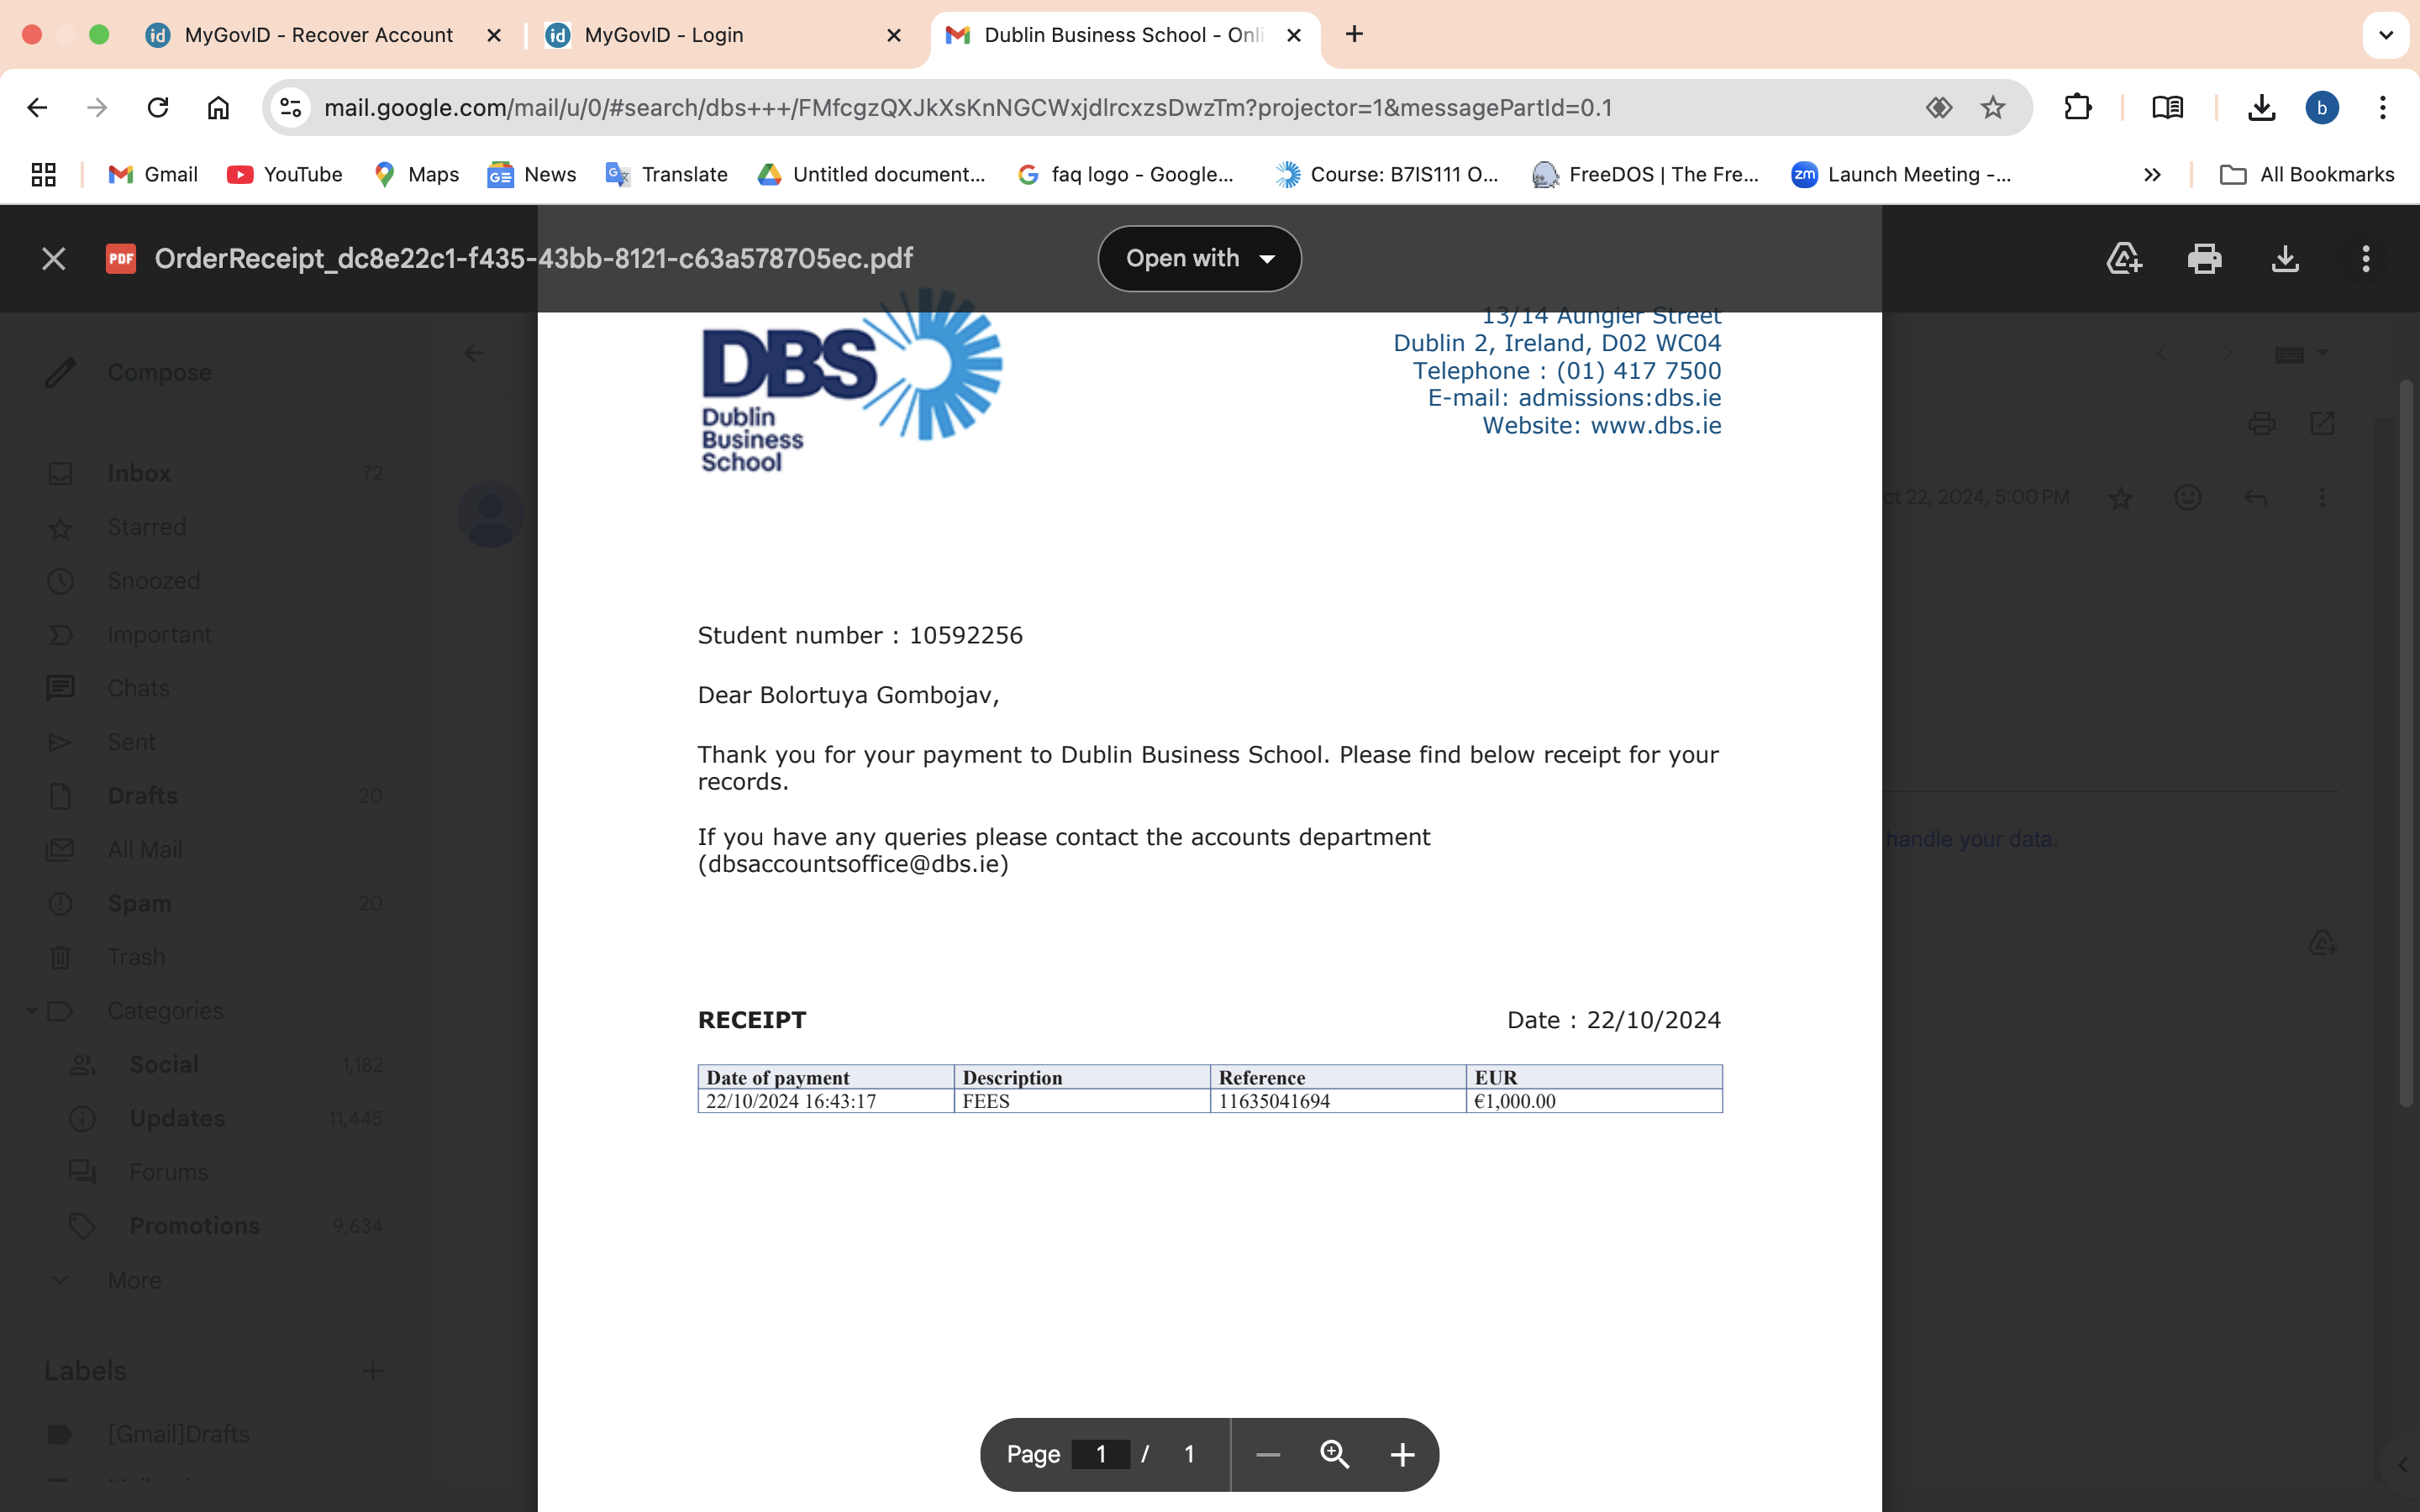 MyGovID - Recover Account
MyGovID - Login
Dublin Business School - Onli
mail.google.com/mail/u/0/#search/dbs+++/FMfcgzQXJkXsKnNGCWxjdlrcxzsDwzTm?projector=1&messagePartId=0.1
b
Gmail
YouTube
Maps
News
Translate
Untitled document...
faq logo - Google...
Course: B7IS111 O...
FreeDOS | The Fre...
zm
Launch Meeting -...
All Bookmarks
PDF
OrderReceipt_dc8e22c1-f435-43bb-8121-c63a578705ec.pdf
Open with
Compose
Inbox 72
Starred
Snoozed
Important
Chats
Sent
Drafts 20
All Mail
Spam 20
Trash
Categories
Social 1,182
Updates 11,445
Forums
Promotions 9,634
More
Labels
[Gmail]Drafts
DBS
Dublin
Business
School
13/14 Aungier Street
Dublin 2, Ireland, D02 WC04
Telephone : (01) 417 7500
E-mail: admissions:dbs.ie
Website: www.dbs.ie
ct 22, 2024, 5:00 PM
Student number : 10592256
Dear Bolortuya Gombojav,
Thank you for your payment to Dublin Business School. Please find below receipt for your
records.
If you have any queries please contact the accounts department
(dbsaccountsoffice@dbs.ie)
handle your data.
RECEIPT
Date : 22/10/2024
Date of payment Description Reference EUR
22/10/2024 16:43:17 FEES 11635041694 €1,000.00
Page 1 / 1